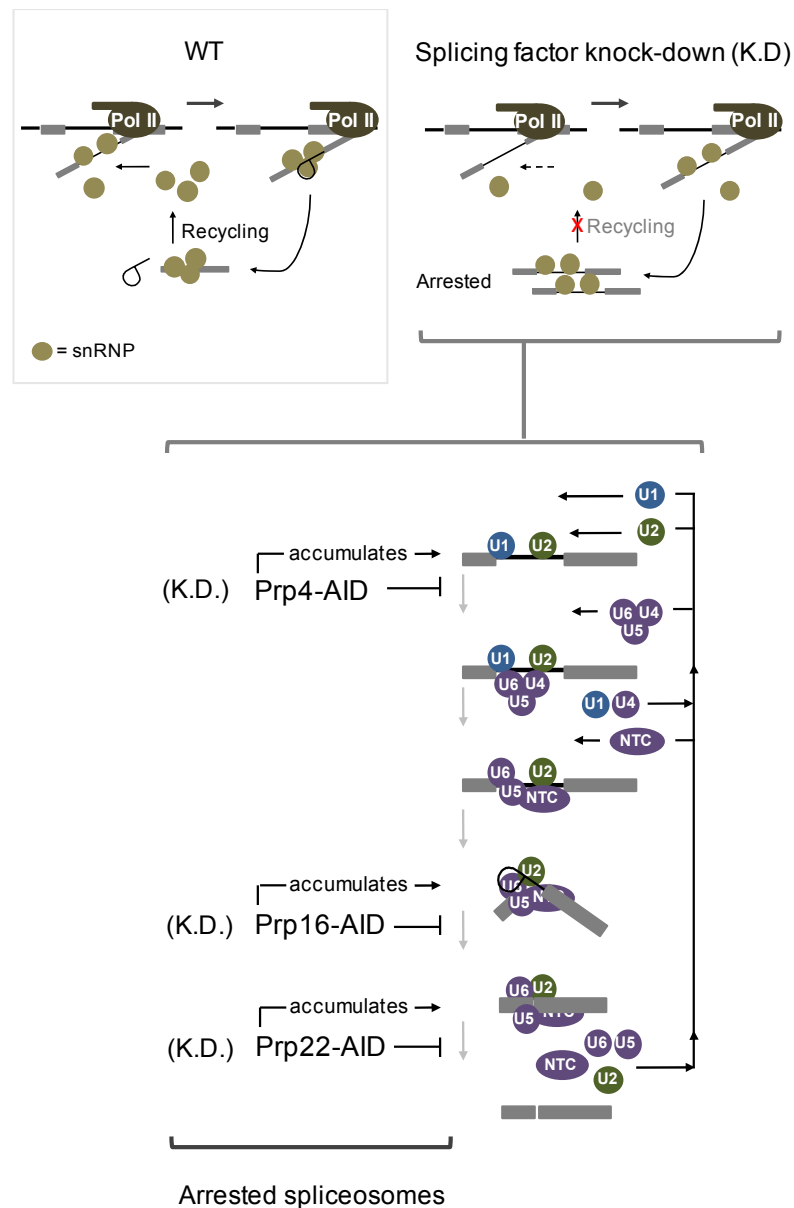 WT
Splicing factor knock-down (K.D)
Pol II
Pol II
Pol II
Pol II
Recycling
X Recycling
Arrested
= snRNP
U1
U2
accumulates
U1
U2
(K.D.)
Prp4-AID
U6
U4
U5
U1
U2
U6
U4
U5
U1
U4
NTC
U6
U2
U5
NTC
accumulates
U2
U6
NTC
U5
(K.D.)
Prp16-AID
accumulates
U6
U2
U5
NTC
(K.D.)
Prp22-AID
U6
U5
NTC
U2
Arrested spliceosomes